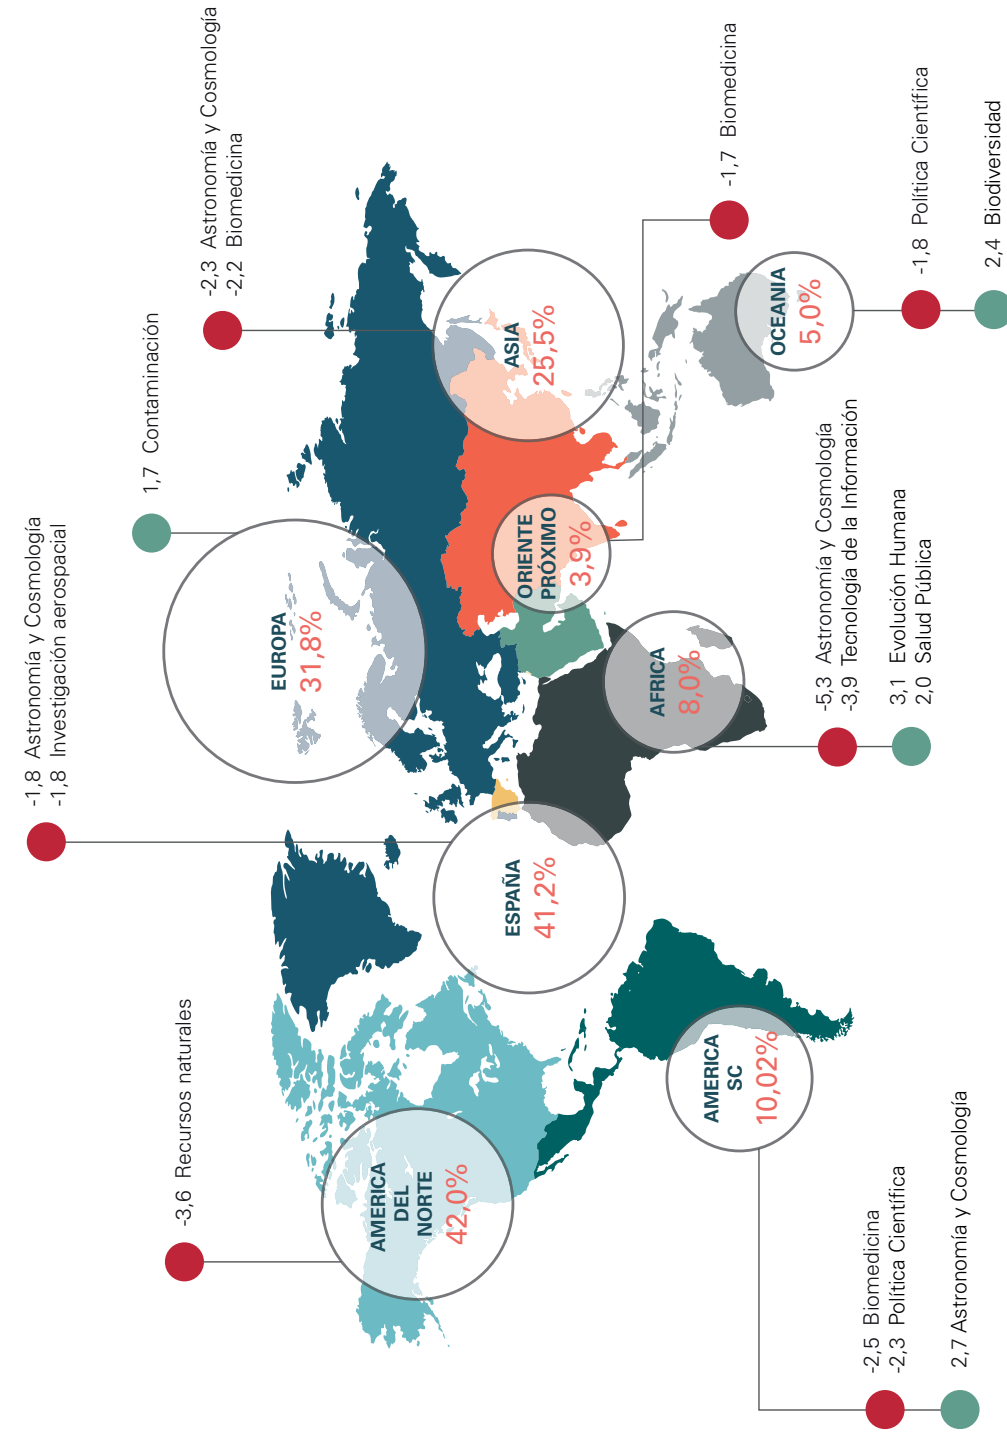 -3,6 Recursos naturales
-1,8 Astronomía y Cosmología
-1,8 Investigación aerospacial
1,7 Contaminación
-2,3 Astronomía y Cosmología
-2,2 Biomedicina
AMERICA
DEL
NORTE
42,0%
EUROPA
31,8%
ESPAÑA
41,2%
ASIA
25,5%
ORIENTE
PRÓXIMO
3,9%
AMERICA
SC
10,02%
AFRICA
8,0%
OCEANIA
5,0%
-1,7 Biomedicina
-2,5 Biomedicina
-2,3 Política Científica
2,7 Astronomía y Cosmología
-5,3 Astronomía y Cosmología
-3,9 Tecnología de la Información
3,1 Evolución Humana
2,0 Salud Pública
-1,8 Política Científica
2,4 Biodiversidad